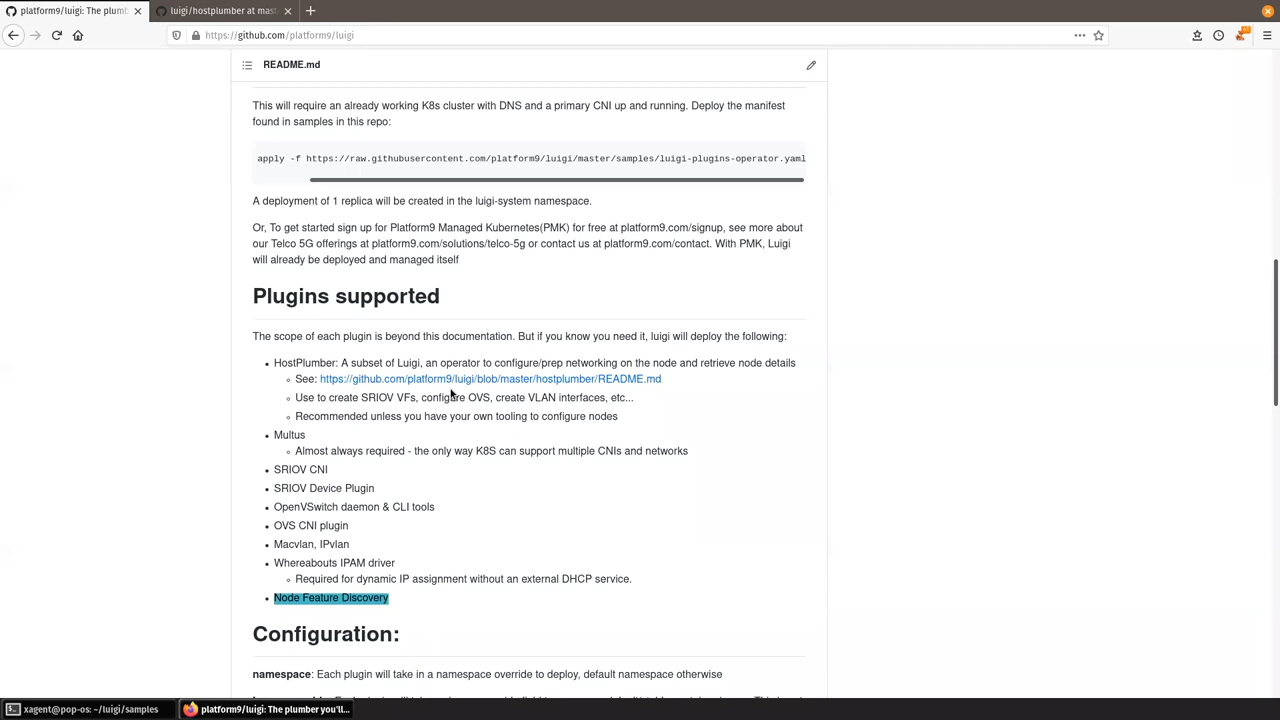 platform9/luigi: The plumb
luigi/hostplumber at mas
https://github.com/platform9/luigi
README.md
This will require an already working K8s cluster with DNS and a primary CNI up and running. Deploy the manifest
found in samples in this repo:
apply -f https://raw.githubusercontent.com/platform9/luigi/master/samples/luigi-plugins-operator.yaml
A deployment of 1 replica will be created in the luigi-system namespace.
Or, To get started sign up for Platform9 Managed Kubernetes(PMK) for free at platform9.com/signup, see more about
our Telco 5G offerings at platform9.com/solutions/telco-5g or contact us at platform9.com/contact. With PMK, Luigi
will already be deployed and managed itself
Plugins supported
The scope of each plugin is beyond this documentation. But if you know you need it, luigi will deploy the following:
HostPlumber: A subset of Luigi, an operator to configure/prep networking on the node and retrieve node details
See: https://github.com/platform9/luigi/blob/master/hostplumber/README.md
Use to create SRIOV VFs, configure OVS, create VLAN interfaces, etc...
Recommended unless you have your own tooling to configure nodes
Multus
Almost always required - the only way K8S can support multiple CNIs and networks
SRIOV CNI
SRIOV Device Plugin
OpenVSwitch daemon & CLI tools
OVS CNI plugin
Macvlan, IPvlan
Whereabouts IPAM driver
Required for dynamic IP assignment without an external DHCP service.
Node Feature Discovery
Configuration:
namespace: Each plugin will take in a namespace override to deploy, default namespace otherwise
xagent@pop-os: ~/luigi/samples
platform9/luigi: The plumber you'll...